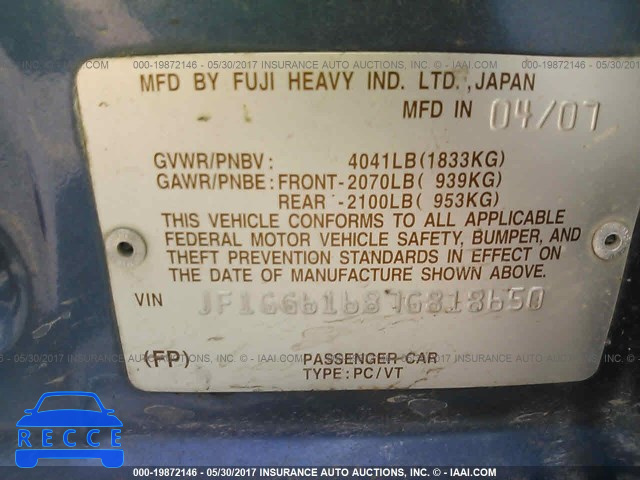 000-19872146 - 05/30/2017 INSURANCE AUTO AUCTIONS, INC. - © IAAI.COM
MFD BY FUJI HEAVY IND. LTD.,JAPAN
MFD IN 04/07
GVWR/PNBV: 4041LB(1833KG)
GAWR/PNBE: FRONT-2070LB( 939KG)
REAR -2100LB( 953KG)
THIS VEHICLE CONFORMS TO ALL APPLICABLE
FEDERAL MOTOR VEHICLE SAFETY, BUMPER, AND
THEFT PREVENTION STANDARDS IN EFFECT ON
THE DATE OF MANUFACTURE SHOWN ABOVE.
VIN JF1GG61687G818650
(FP) PASSENGER CAR
TYPE: PC/VT
RECCE
000-19872146 - 05/30/2017 INSURANCE AUTO AUCTIONS, INC. - © IAAI.COM